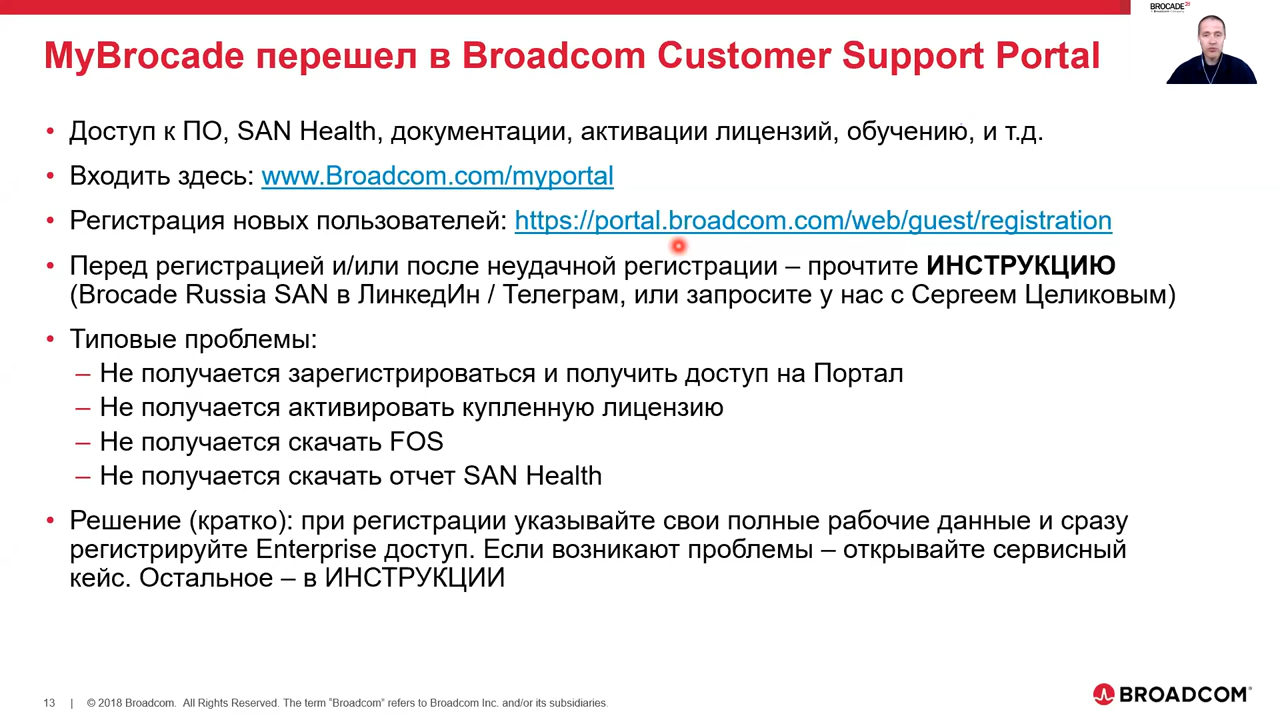 BROCADE
MyBrocade перешел в Broadcom Customer Support Portal
• Доступ к ПО, SAN Health, документации, активации лицензий, обучению, и т.д.
• Входить здесь: www.Broadcom.com/myportal
• Регистрация новых пользователей: https://portal.broadcom.com/web/guest/registration
• Перед регистрацией и/или после неудачной регистрации – прочтите ИНСТРУКЦИЮ
(Brocade Russia SAN в ЛинкедИн / Телеграм, или запросите у нас с Сергеем Целиковым)
• Типовые проблемы:
– Не получается зарегистрироваться и получить доступ на Портал
– Не получается активировать купленную лицензию
– Не получается скачать FOS
– Не получается скачать отчет SAN Health
• Решение (кратко): при регистрации указывайте свои полные рабочие данные и сразу
регистрируйте Enterprise доступ. Если возникают проблемы – открывайте сервисный
кейс. Остальное – в ИНСТРУКЦИИ
13 | © 2018 Broadcom. All Rights Reserved. The term “Broadcom” refers to Broadcom Inc. and/or its subsidiaries.
BROADCOM®